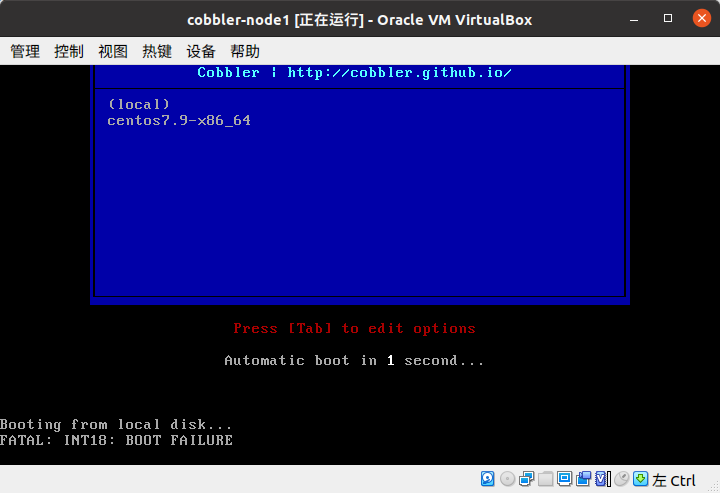 cobbler-node1 [正在运行] - Oracle VM VirtualBox
管理 控制 视图 热键 设备 帮助
Cobbler | http://cobbler.github.io/
(local)
centos7.9-x86_64
Press [Tab] to edit options
Automatic boot in 1 second...
Booting from local disk...
FATAL: INT18: BOOT FAILURE
左 Ctrl